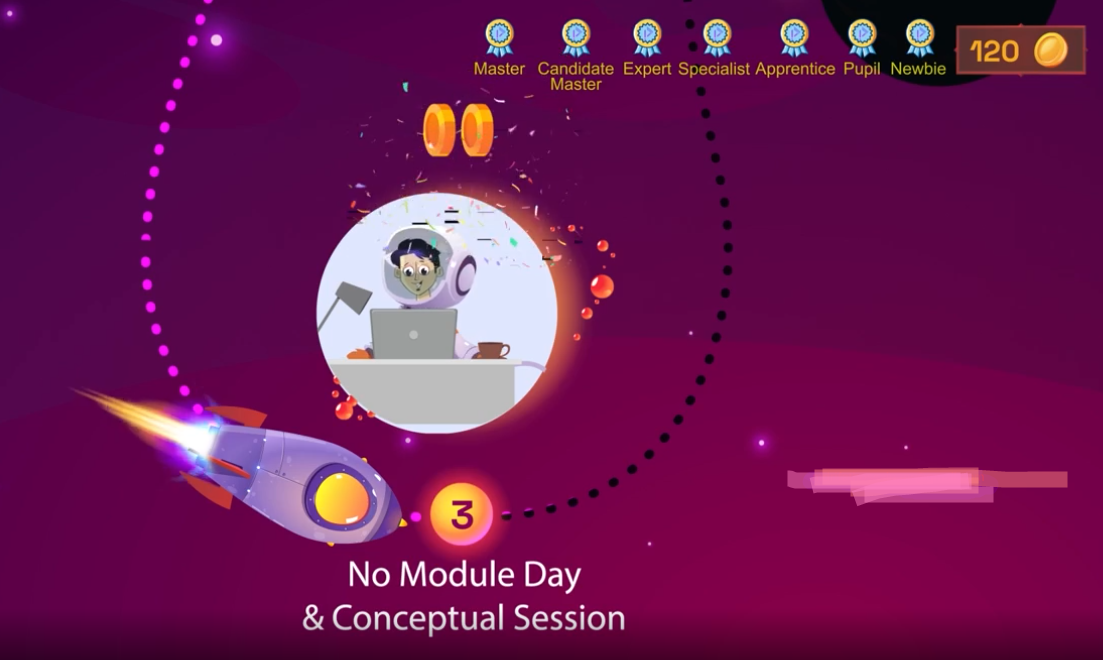 Master Candidate Master Expert Specialist Apprentice Pupil Newbie 120
3
No Module Day
& Conceptual Session